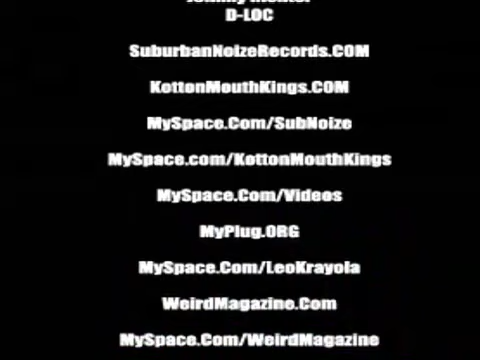 D-LOC
SuburbanNoizeRecords.COM
KottonMouthKings.COM
MySpace.Com/SubNoize
MySpace.com/KottonMouthKings
MySpace.Com/Videos
MyPlug.ORG
MySpace.Com/LeoKrayola
WeirdMagazine.Com
MySpace.Com/WeirdMagazine